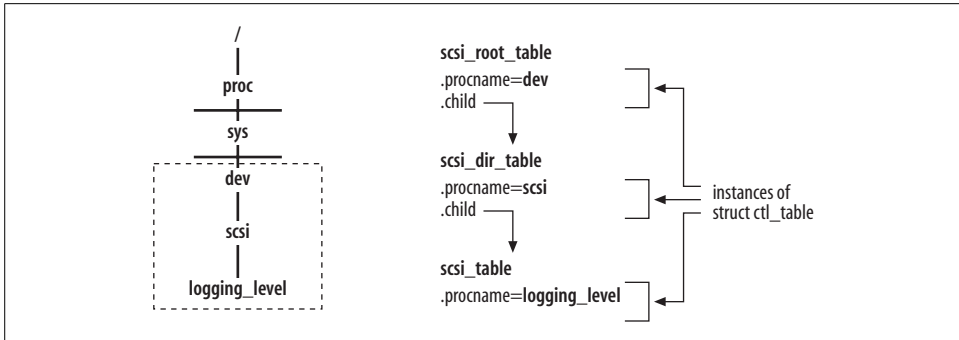 /
proc
sys
dev
scsi
logging_level
scsi_root_table
.procname=dev
.child
scsi_dir_table
.procname=scsi
.child
scsi_table
.procname=logging_level
instances of
struct ctl_table